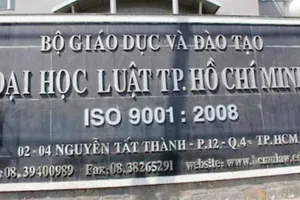 BỘ GIÁO DỤC VÀ ĐÀO TẠO
ĐẠI HỌC LUẬT TP. HỒ CHÍ MINH
ISO 9001 : 2008
02-04 NGUYỄN TẤT THÀNH - P.12 - Q.4 - TP.HCM
08.39400989 Fax:08.38265291 website: